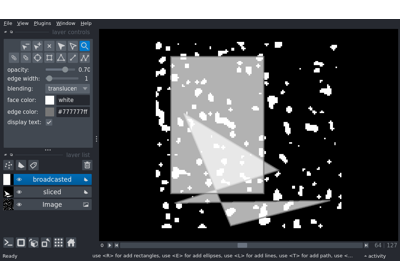 File View Plugins Window Help
layer controls
opacity: 0.70
edge width: 1
blending: translucen
face color: white
edge color: #777777ff
display text:
layer list
broadcasted
sliced
Image
64 127
Ready
use <R> for add rectangles, use <E> for add ellipses, use <L> for add lines, use <T> for add path, use <...
activity